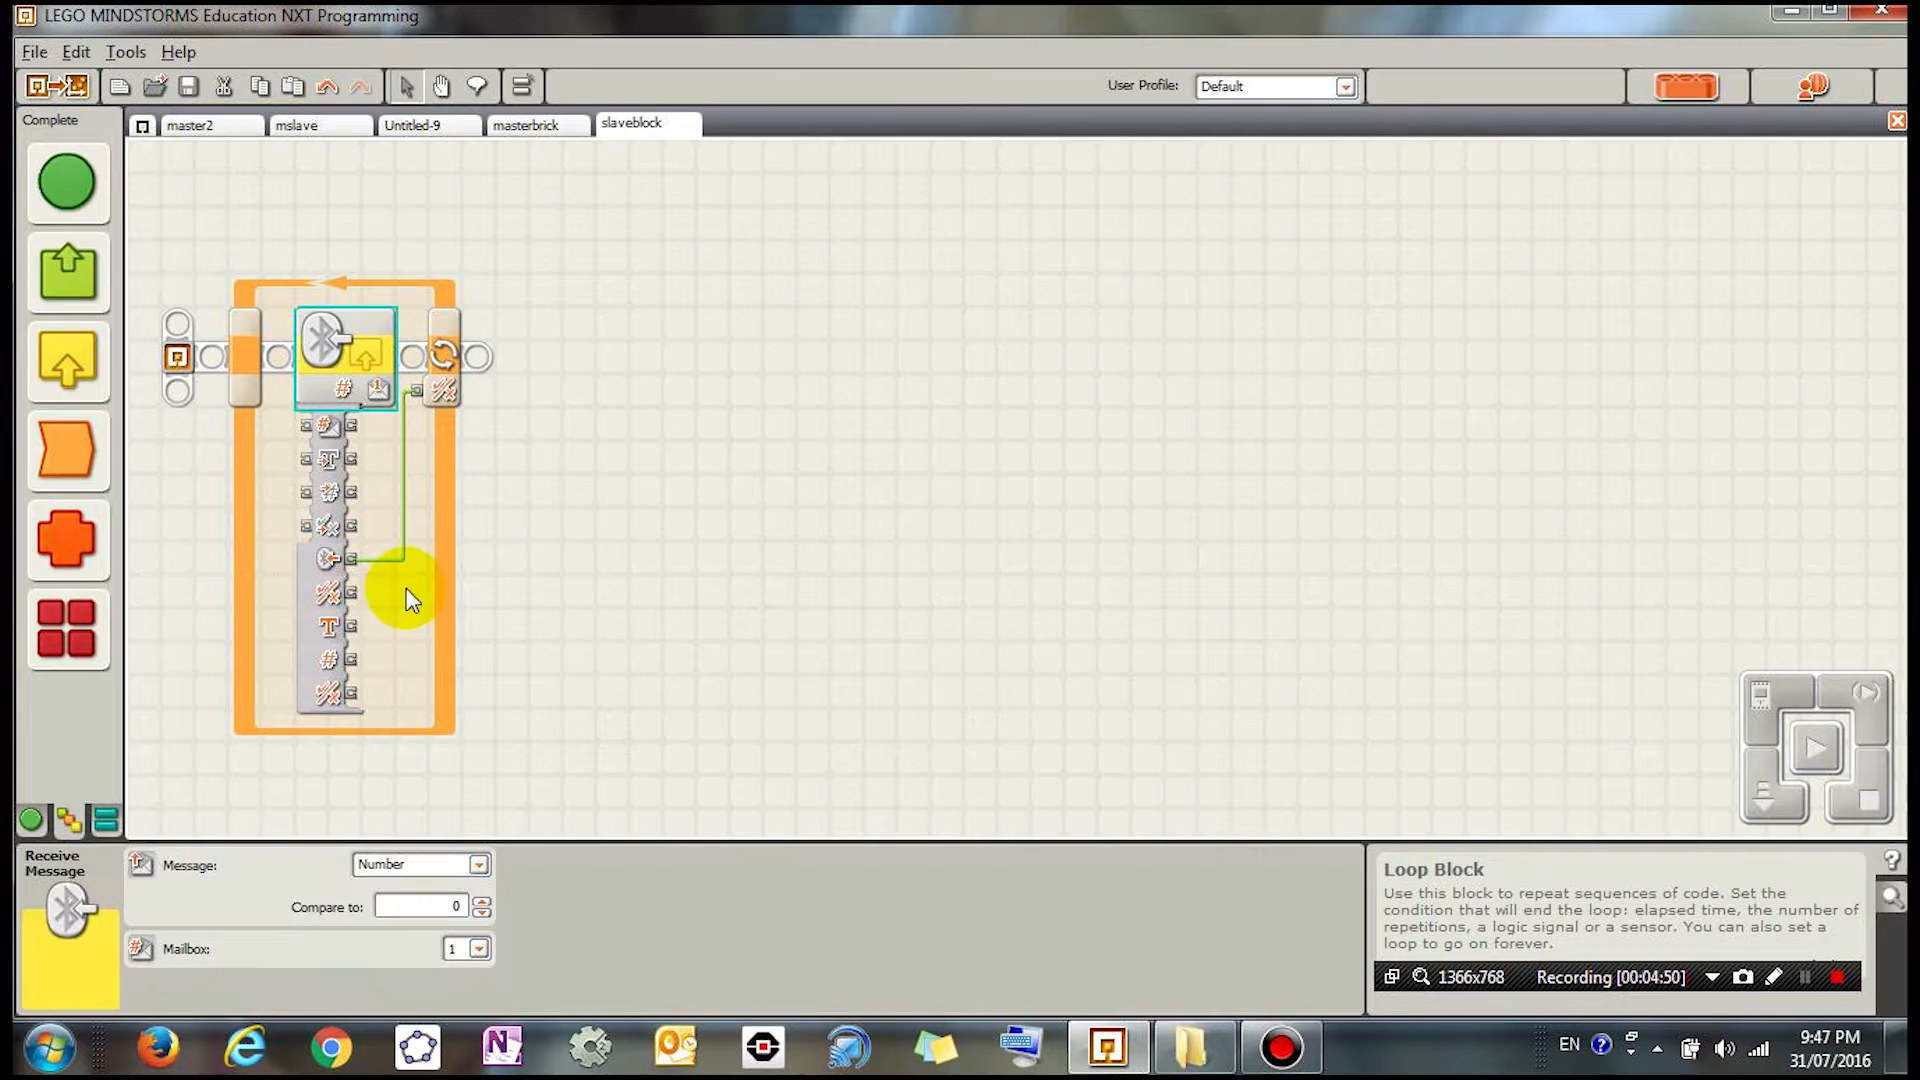 LEGO MINDSTORMS Education NXT Programming
File Edit Tools Help
User Profile: Default
Complete
master2 mslave Untitled-9 masterbrick slaveblock
Receive
Message
Message: Number
Compare to: 0
Mailbox: 1
Loop Block
Use this block to repeat sequences of code. Set the
condition that will end the loop: elapsed time, the number of
repetitions, a logic signal or a sensor. You can also set a
loop to go on forever.
1366x768 Recording [00:04:50]
EN
9:47 PM
31/07/2016